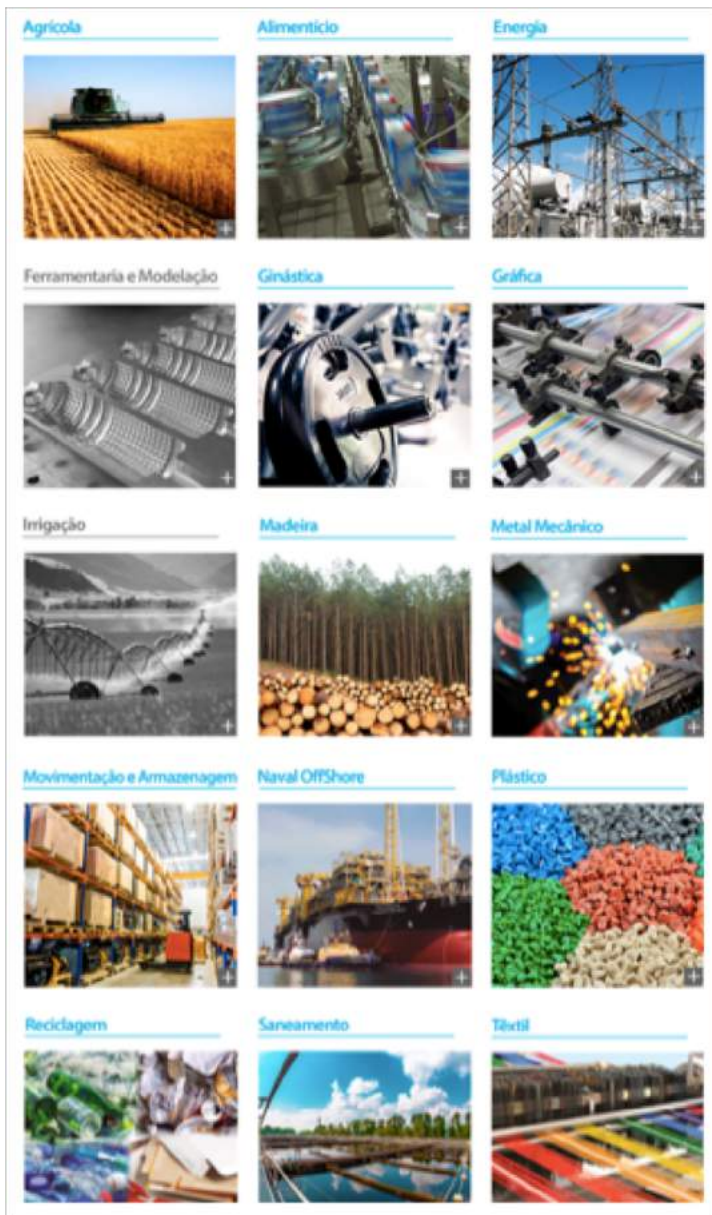 Agrícola
Alimentício
Energia
Ferramentaria e Modelação
Ginástica
Gráfica
Irrigação
Madeira
Metal Mecânico
Movimentação e Armazenagem
Naval OffShore
Plástico
Reciclagem
Saneamento
Têxtil